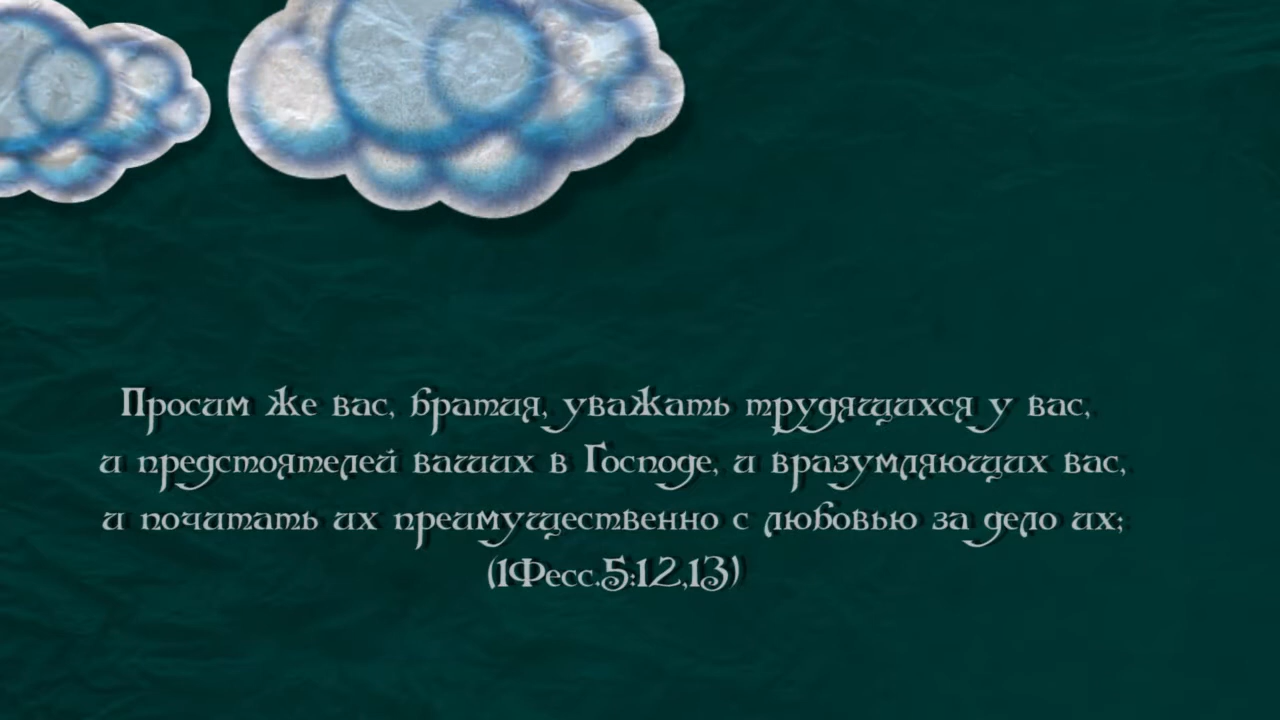 Просим же вас, братия, уважать трудящихся у вас,
и предстоятелей ваших в Господе, и вразумляющих вас,
и почитать их преимущественно с любовью за дело их;
(1Фесс.5:12,13)